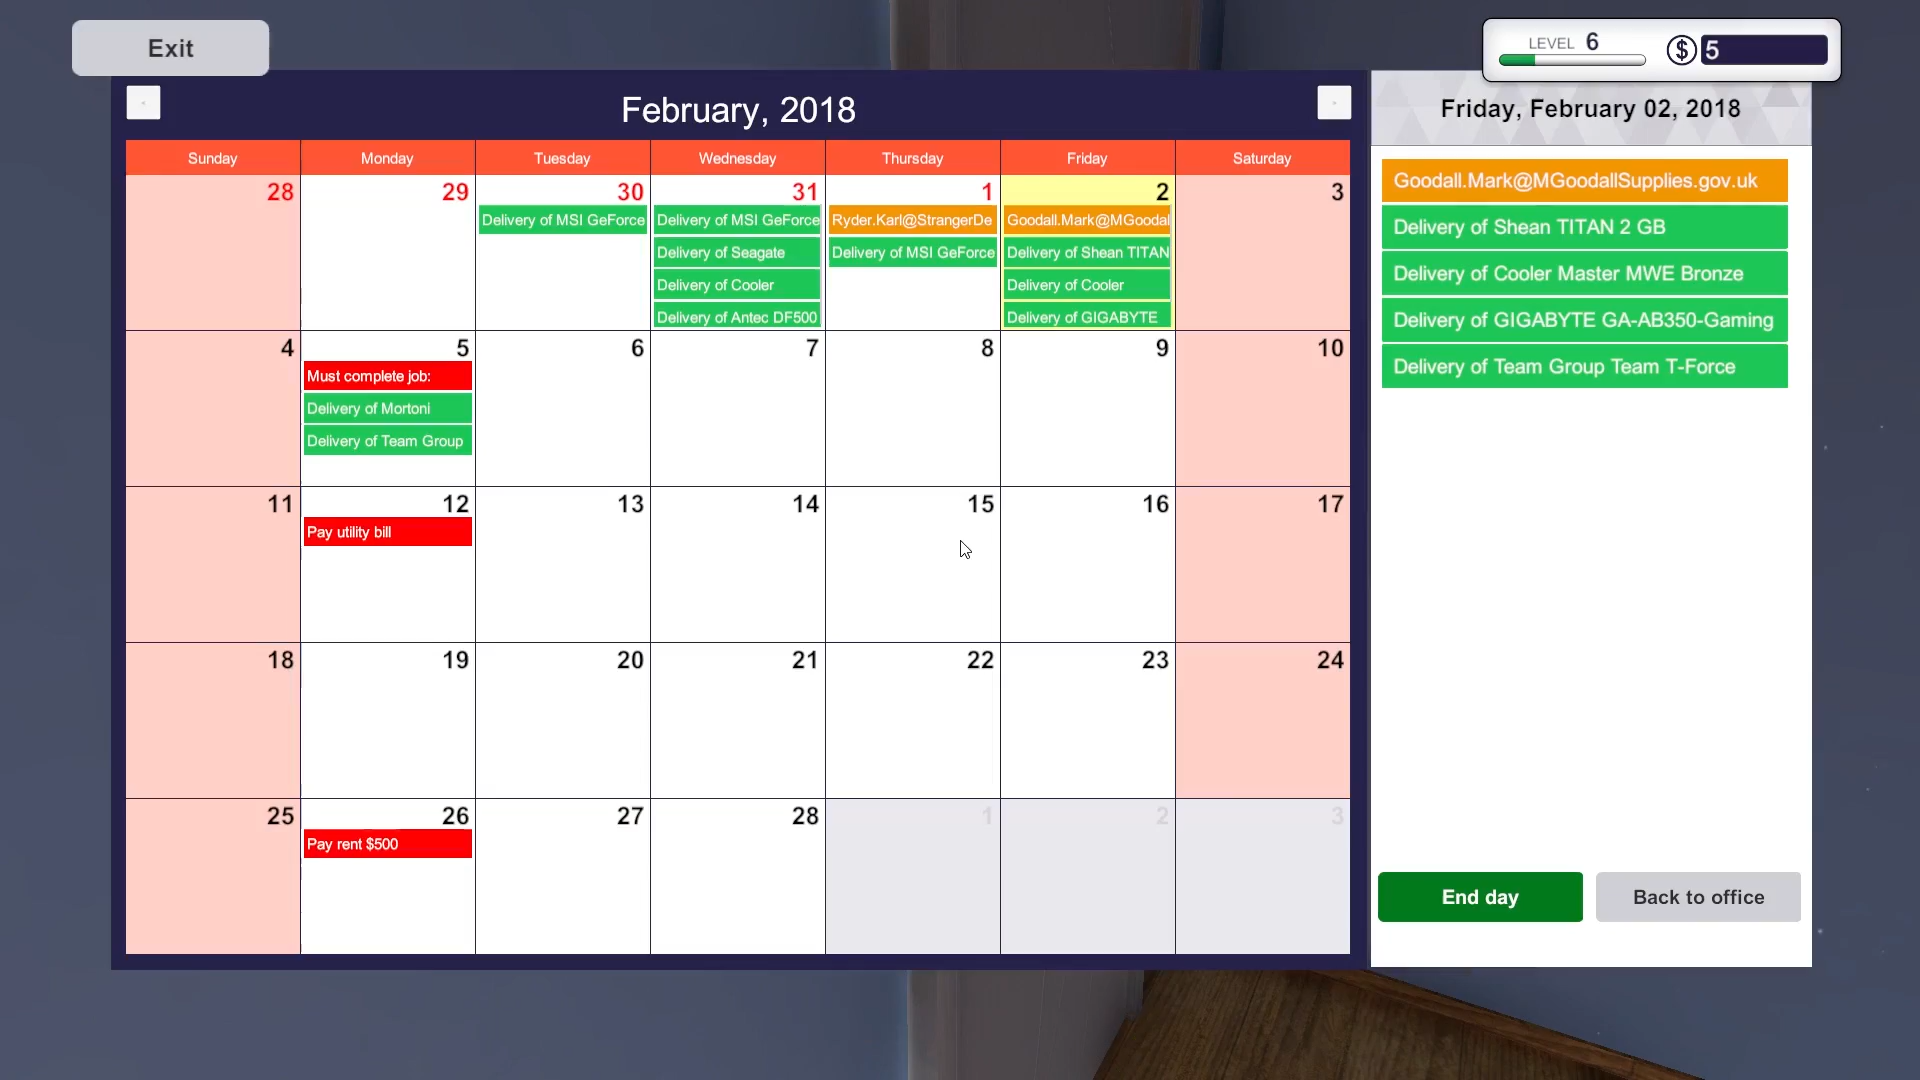 Exit
LEVEL 6
$ 5
February, 2018
Friday, February 02, 2018
Sunday Monday Tuesday Wednesday Thursday Friday Saturday
28 29 30 31 1 2 3
Delivery of MSI GeForce
Delivery of MSI GeForce
Delivery of Seagate
Delivery of Cooler
Delivery of Antec DF500
Ryder.Karl@StrangerDe
Delivery of MSI GeForce
Goodall.Mark@MGoodal
Delivery of Shean TITAN
Delivery of Cooler
Delivery of GIGABYTE
4 5 6 7 8 9 10
Must complete job:
Delivery of Mortoni
Delivery of Team Group
11 12 13 14 15 16 17
Pay utility bill
18 19 20 21 22 23 24
25 26 27 28 1 2 3
Pay rent $500
Goodall.Mark@MGoodallSupplies.gov.uk
Delivery of Shean TITAN 2 GB
Delivery of Cooler Master MWE Bronze
Delivery of GIGABYTE GA-AB350-Gaming
Delivery of Team Group Team T-Force
End day
Back to office